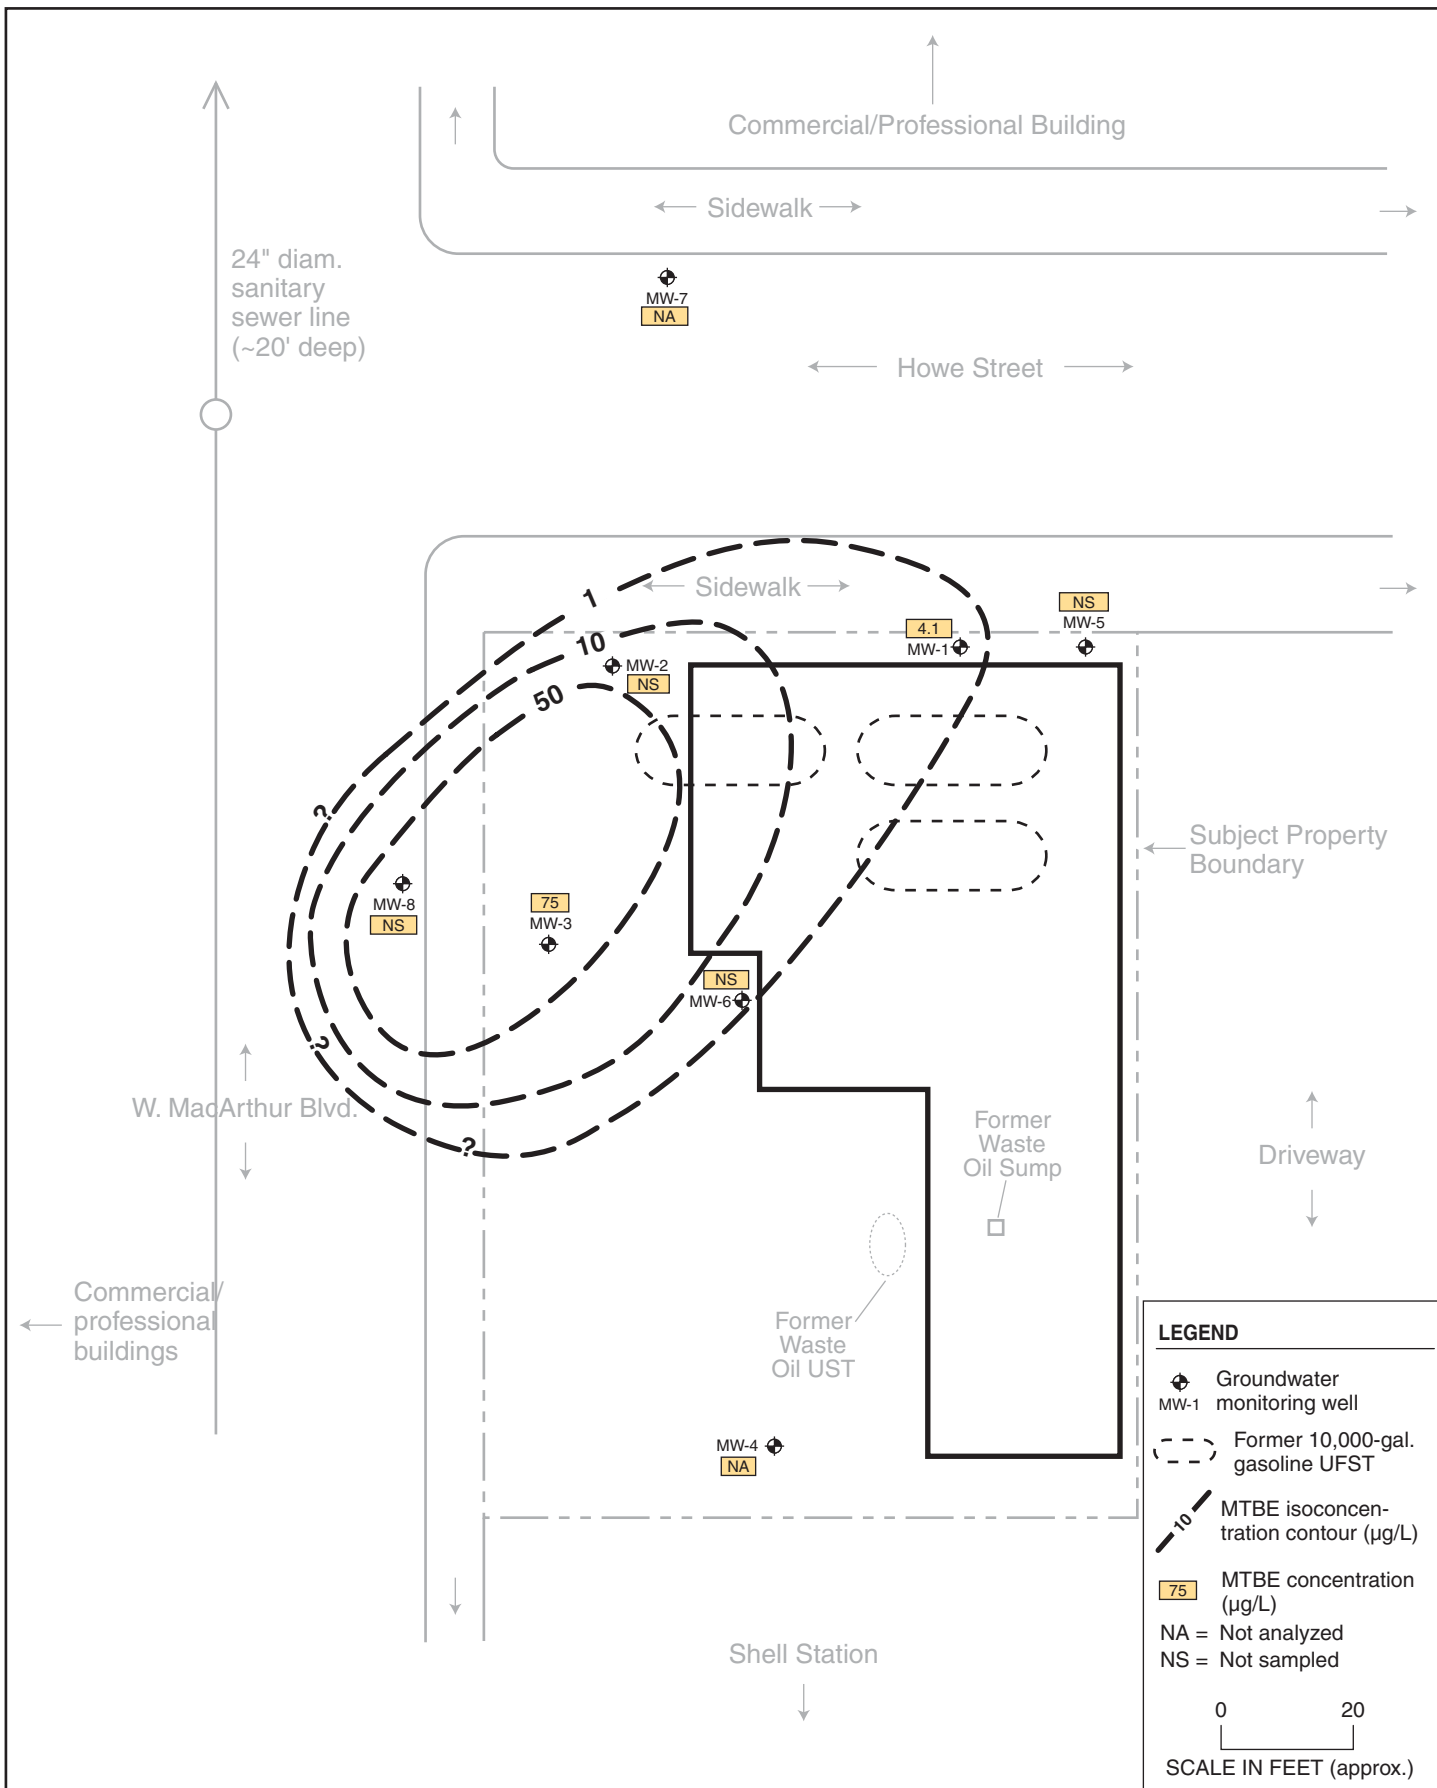 Commercial/Professional Building
Sidewalk
24" diam.
sanitary
sewer line
(~20' deep)
MW-7
NA
Howe Street
1
Sidewalk
NS
MW-5
4.1
MW-1
10
MW-2
NS
50
?
Subject Property
Boundary
MW-8
NS
75
MW-3
NS
MW-6
?
W. MacArthur Blvd.
?
Former
Waste
Oil Sump
Driveway
Commercial/
professional
buildings
Former
Waste
Oil UST
MW-4
NA
Shell Station
LEGEND
MW-1
Groundwater
monitoring well
Former 10,000-gal.
gasoline UFST
10
MTBE isoconcen-
tration contour (µg/L)
75
MTBE concentration
(µg/L)
NA = Not analyzed
NS = Not sampled
0 20
SCALE IN FEET (approx.)